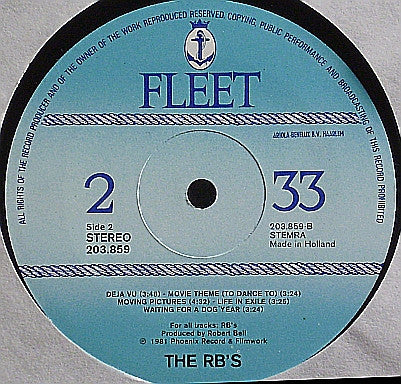 ALL RIGHTS OF THE RECORD PRODUCER AND OF THE OWNER OF THE WORK REPRODUCED RESERVED. COPYING, PUBLIC PERFORMANCE, AND BROADCASTING OF THIS RECORD PROHIBITED
FLEET
ARIOLA-BENELUX B.V. HAARLEM
2
33
Side 2
STEREO
203.859
203.859-B
STEMRA
Made in Holland
DEJA VU (3:48) - MOVIE THEME (TO DANCE TO) (3:24)
MOVING PICTURES (4:32) - LIFE IN EXILE (3:25)
WAITING FOR A DOG YEAR (3:24)
For all tracks: RB's
Produced by Robert Bell
© 1981 Phoenix Record & Filmwork
THE RB'S